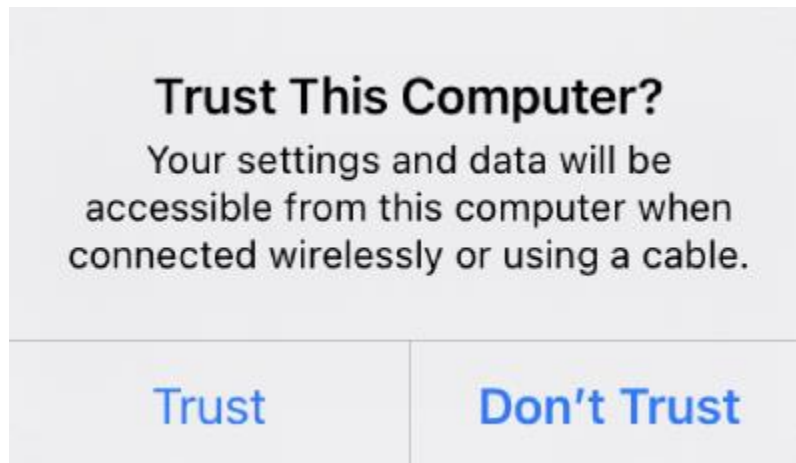 Trust This Computer?
Your settings and data will be
accessible from this computer when
connected wirelessly or using a cable.
Trust
Don’t Trust